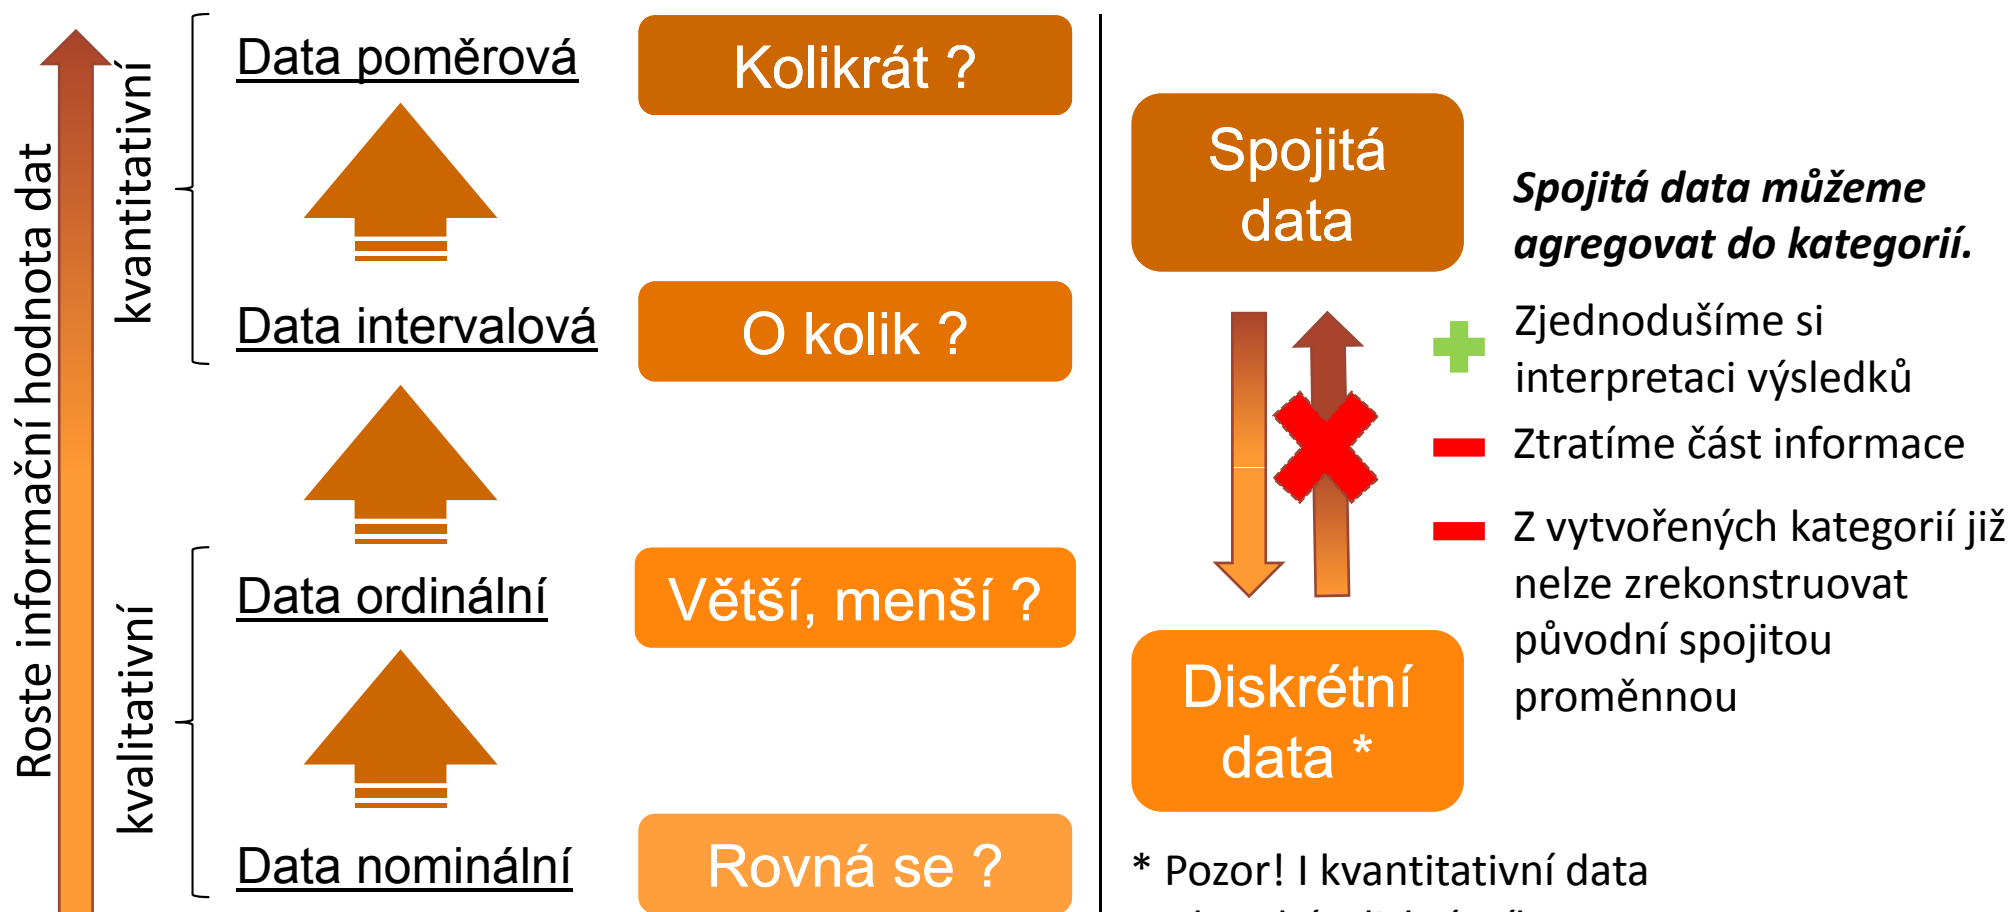 Roste informační hodnota dat
kvantitativní
kvalitativní
Data poměrová
Kolikrát ?
Data intervalová
O kolik ?
Data ordinální
Větší, menší ?
Data nominální
Rovná se ?
Spojitá
data
Diskrétní
data *
Spojitá data můžeme
agregovat do kategorií.
Zjednodušíme si
interpretaci výsledků
Ztratíme část informace
Z vytvořených kategorií již
nelze zrekonstruovat
původní spojitou
proměnnou
* Pozor! I kvantitativní data